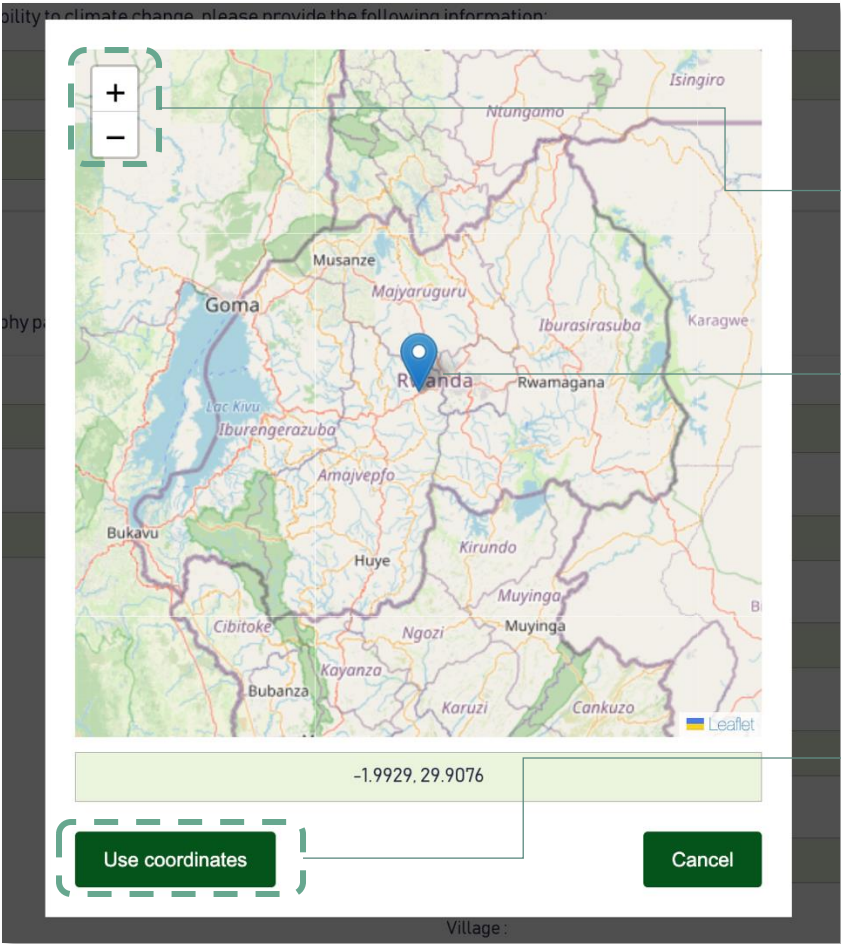 bility to climate change, please provide the following information:
+
−
Isingiro
Ntungamo
Musanze
Majyaruguru
Goma
Iburasirasuba
Karagwe
Rwanda
Rwamagana
Lac Kivu
Iburengerazuba
Amajyepfo
Bukavu
Huye
Kirundo
Muyinga
Cibitoke
Ngozi
Muyinga
Kayanza
Bubanza
Karuzi
Cankuzo
Leaflet
-1.9929, 29.9076
Use coordinates
Cancel
Village :